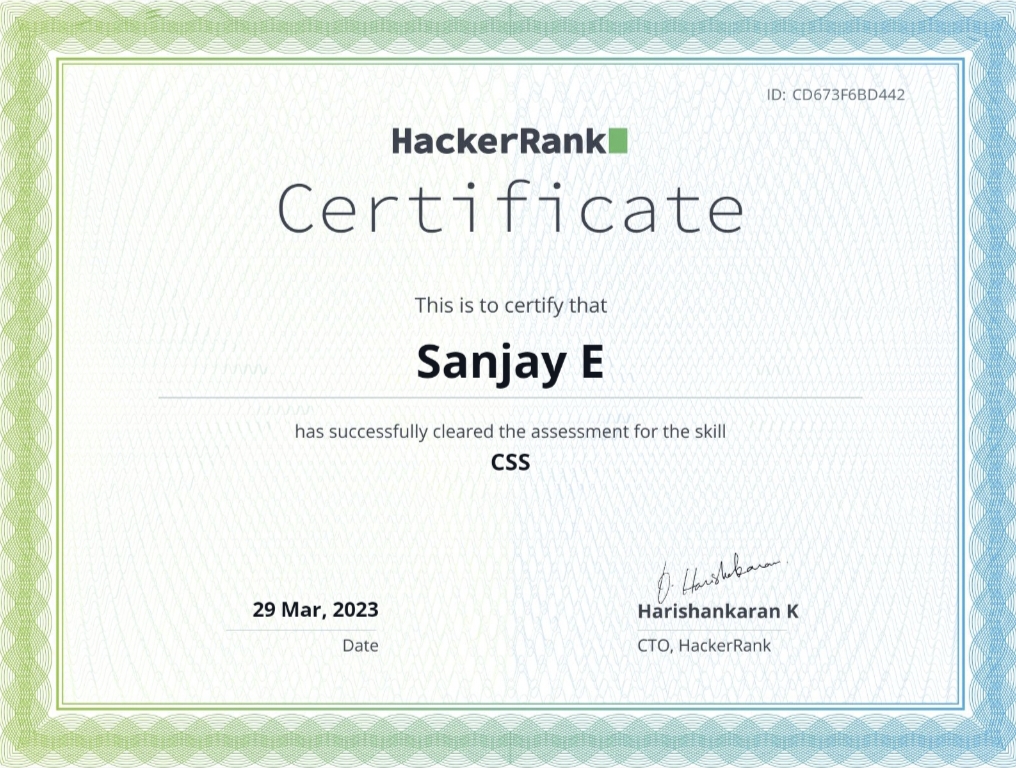 ID: CD673F6BD442
HackerRank
Certificate
This is to certify that
Sanjay E
has successfully cleared the assessment for the skill
CSS
29 Mar, 2023
Date
Harishankaran K
CTO, HackerRank